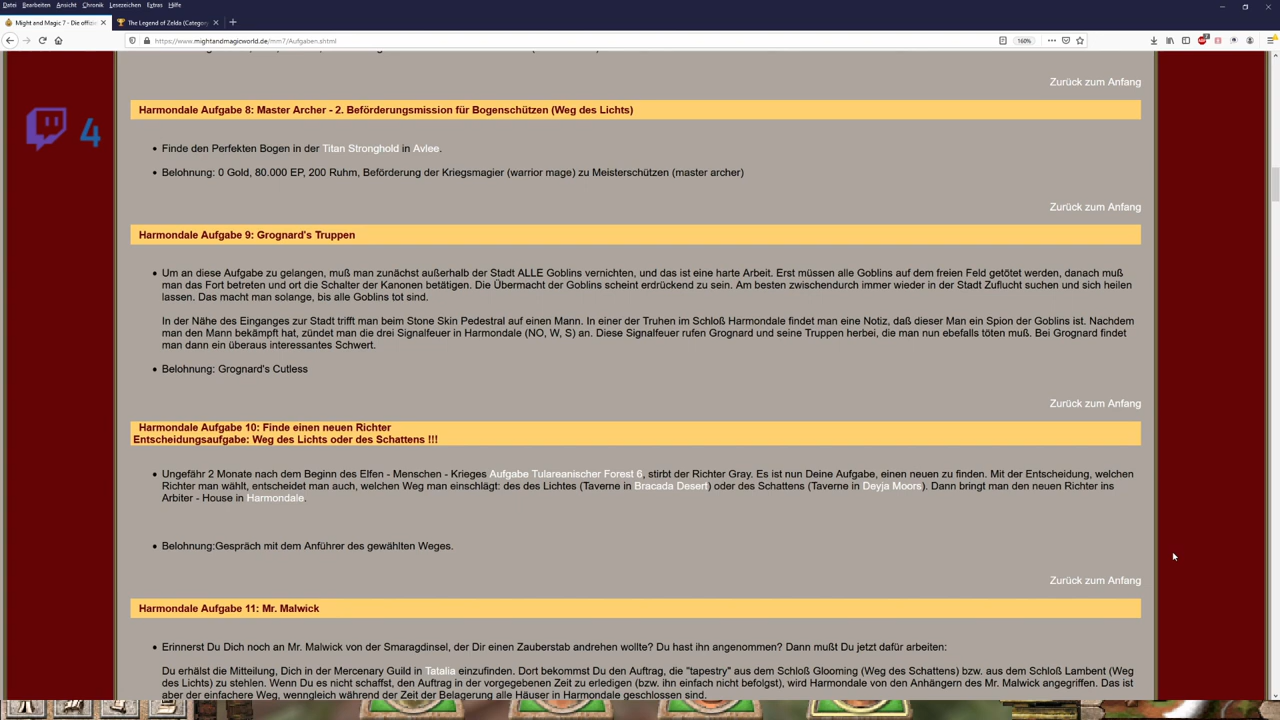 Datei Bearbeiten Ansicht Chronik Lesezeichen Extras Hilfe
Might and Magic 7 - Die offizi
The Legend of Zelda (Category
https://www.mightandmagicworld.de/mm7/Aufgaben.shtml
160%
4
Zurück zum Anfang
Harmondale Aufgabe 8: Master Archer - 2. Beförderungsmission für Bogenschützen (Weg des Lichts)
• Finde den Perfekten Bogen in der Titan Stronghold in Avlee.
• Belohnung: 0 Gold, 80.000 EP, 200 Ruhm, Beförderung der Kriegsmagier (warrior mage) zu Meisterschützen (master archer)
Zurück zum Anfang
Harmondale Aufgabe 9: Grognard's Truppen
• Um an diese Aufgabe zu gelangen, muß man zunächst außerhalb der Stadt ALLE Goblins vernichten, und das ist eine harte Arbeit. Erst müssen alle Goblins auf dem freien Feld getötet werden, danach muß
man das Fort betreten und ort die Schalter der Kanonen betätigen. Die Übermacht der Goblins scheint erdrückend zu sein. Am besten zwischendurch immer wieder in der Stadt Zuflucht suchen und sich heilen
lassen. Das macht man solange, bis alle Goblins tot sind.
In der Nähe des Einganges zur Stadt trifft man beim Stone Skin Pedestral auf einen Mann. In einer der Truhen im Schloß Harmondale findet man eine Notiz, daß dieser Man ein Spion der Goblins ist. Nachdem
man den Mann bekämpft hat, zündet man die drei Signalfeuer in Harmondale (NO, W, S) an. Diese Signalfeuer rufen Grognard und seine Truppen herbei, die man nun ebefalls töten muß. Bei Grognard findet
man dann ein überaus interessantes Schwert.
• Belohnung: Grognard's Cutless
Zurück zum Anfang
Harmondale Aufgabe 10: Finde einen neuen Richter
Entscheidungsaufgabe: Weg des Lichts oder des Schattens !!!
• Ungefähr 2 Monate nach dem Beginn des Elfen - Menschen - Krieges Aufgabe Tulareanischer Forest 6, stirbt der Richter Gray. Es ist nun Deine Aufgabe, einen neuen zu finden. Mit der Entscheidung, welchen
Richter man wählt, entscheidet man auch, welchen Weg man einschlägt: des des Lichtes (Taverne in Bracada Desert) oder des Schattens (Taverne in Deyja Moors). Dann bringt man den neuen Richter ins
Arbiter - House in Harmondale.
• Belohnung:Gespräch mit dem Anführer des gewählten Weges.
Zurück zum Anfang
Harmondale Aufgabe 11: Mr. Malwick
• Erinnerst Du Dich noch an Mr. Malwick von der Smaragdinsel, der Dir einen Zauberstab andrehen wollte? Du hast ihn angenommen? Dann mußt Du jetzt dafür arbeiten:
Du erhälst die Mitteilung, Dich in der Mercenary Guild in Tatalia einzufinden. Dort bekommst Du den Auftrag, die "tapestry" aus dem Schloß Glooming (Weg des Schattens) bzw. aus dem Schloß Lambent (Weg
des Lichts) zu stehlen. Wenn Du es nicht schaffst, den Auftrag in der vorgegebenen Zeit zu erledigen (bzw. ihn einfach nicht befolgst), wird Harmondale von den Anhängern des Mr. Malwick angegriffen. Das ist
aber der einfachere Weg, wenngleich während der Zeit der Belagerung alle Häuser in Harmondale geschlossen sind.